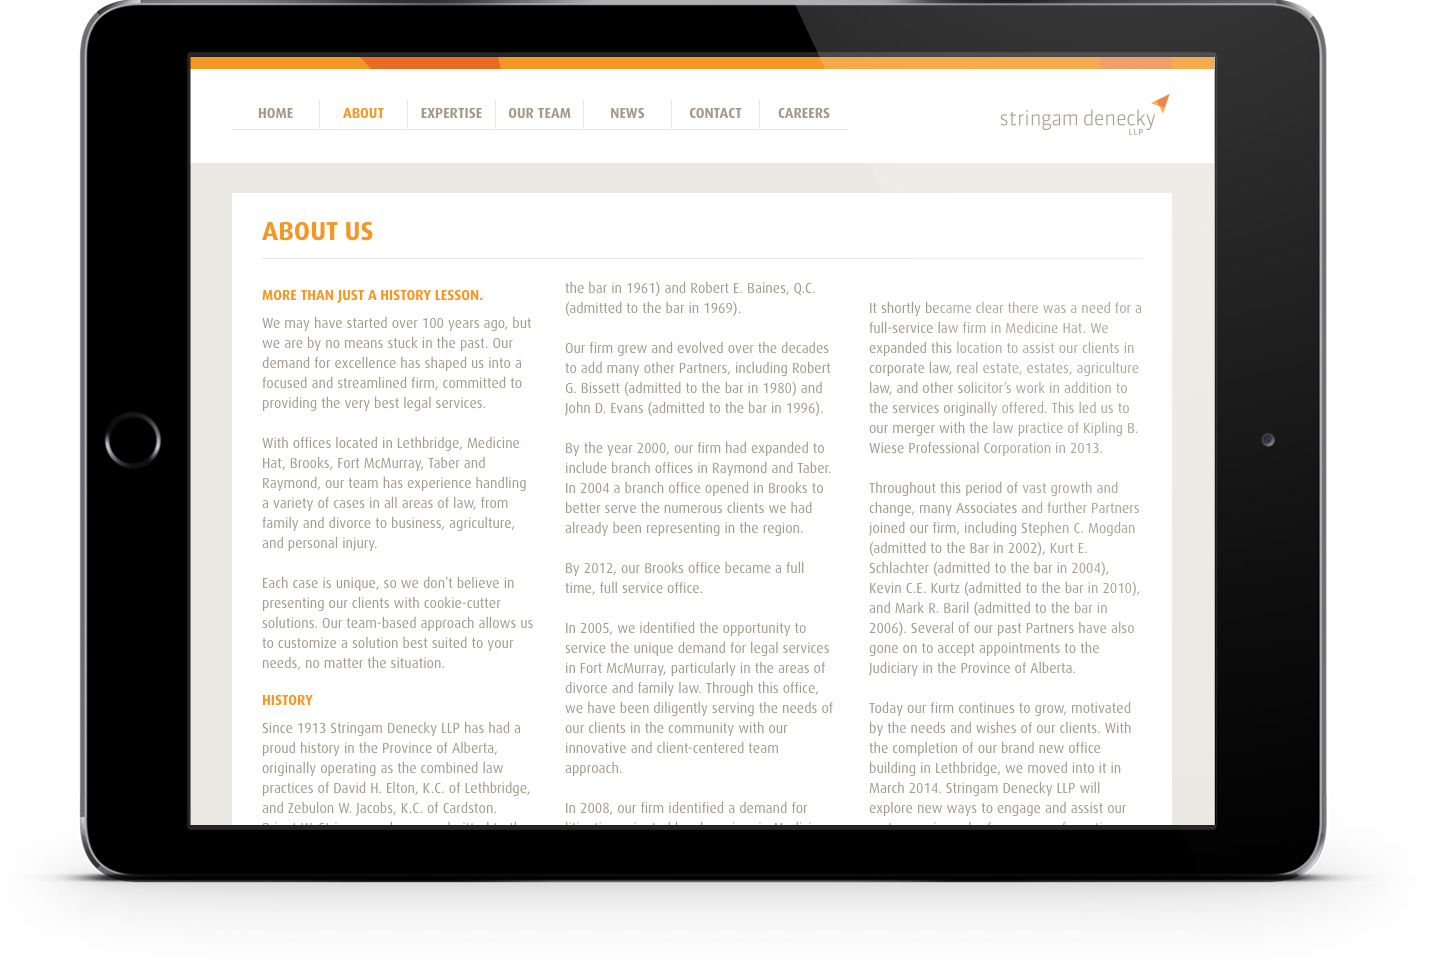 HOME
ABOUT
EXPERTISE
OUR TEAM
NEWS
CONTACT
CAREERS
stringam denecky
LLP
ABOUT US
MORE THAN JUST A HISTORY LESSON.
We may have started over 100 years ago, but
we are by no means stuck in the past. Our
demand for excellence has shaped us into a
focused and streamlined firm, committed to
providing the very best legal services.
With offices located in Lethbridge, Medicine
Hat, Brooks, Fort McMurray, Taber and
Raymond, our team has experience handling
a variety of cases in all areas of law, from
family and divorce to business, agriculture,
and personal injury.
Each case is unique, so we don't believe in
presenting our clients with cookie-cutter
solutions. Our team-based approach allows us
to customize a solution best suited to your
needs, no matter the situation.
HISTORY
Since 1913 Stringam Denecky LLP has had a
proud history in the Province of Alberta,
originally operating as the combined law
practices of David H. Elton, K.C. of Lethbridge,
and Zebulon W. Jacobs, K.C. of Cardston.
the bar in 1961) and Robert E. Baines, Q.C.
(admitted to the bar in 1969).
Our firm grew and evolved over the decades
to add many other Partners, including Robert
G. Bissett (admitted to the bar in 1980) and
John D. Evans (admitted to the bar in 1996).
By the year 2000, our firm had expanded to
include branch offices in Raymond and Taber.
In 2004 a branch office opened in Brooks to
better serve the numerous clients we had
already been representing in the region.
By 2012, our Brooks office became a full
time, full service office.
In 2005, we identified the opportunity to
service the unique demand for legal services
in Fort McMurray, particularly in the areas of
divorce and family law. Through this office,
we have been diligently serving the needs of
our clients in the community with our
innovative and client-centered team
approach.
In 2008, our firm identified a demand for
It shortly became clear there was a need for a
full-service law firm in Medicine Hat. We
expanded this location to assist our clients in
corporate law, real estate, estates, agriculture
law, and other solicitor's work in addition to
the services originally offered. This led us to
our merger with the law practice of Kipling B.
Wiese Professional Corporation in 2013.
Throughout this period of vast growth and
change, many Associates and further Partners
joined our firm, including Stephen C. Mogdan
(admitted to the Bar in 2002), Kurt E.
Schlachter (admitted to the bar in 2004),
Kevin C.E. Kurtz (admitted to the bar in 2010),
and Mark R. Baril (admitted to the bar in
2006). Several of our past Partners have also
gone on to accept appointments to the
Judiciary in the Province of Alberta.
Today our firm continues to grow, motivated
by the needs and wishes of our clients. With
the completion of our brand new office
building in Lethbridge, we moved into it in
March 2014. Stringam Denecky LLP will
explore new ways to engage and assist our